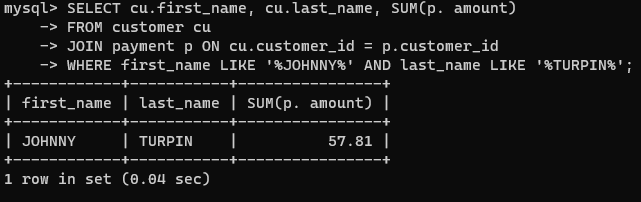 mysql> SELECT cu.first_name, cu.last_name, SUM(p. amount)
    -> FROM customer cu
    -> JOIN payment p ON cu.customer_id = p.customer_id
    -> WHERE first_name LIKE '%JOHNNY%' AND last_name LIKE '%TURPIN%';
+------------+-----------+----------------+
| first_name | last_name | SUM(p. amount) |
+------------+-----------+----------------+
| JOHNNY     | TURPIN    |          57.81 |
+------------+-----------+----------------+
1 row in set (0.04 sec)